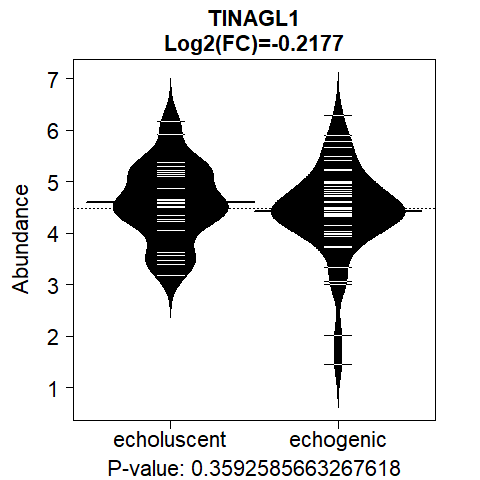 TINAGL1
Log2(FC)=-0.2177
Abundance
7
6
5
4
3
2
1
echoluscent echogenic
P-value: 0.3592585663267618